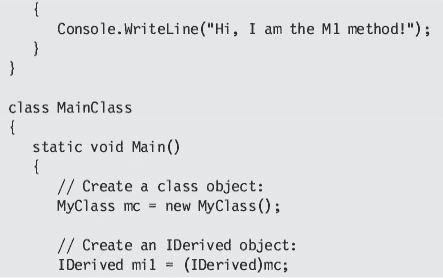 {
Console.WriteLine("Hi, I am the M1 method!");
}
}
class MainClass
{
static void Main()
{
// Create a class object:
MyClass mc = new MyClass();
// Create an IDerived object:
IDerived mi1 = (IDerived)mc;